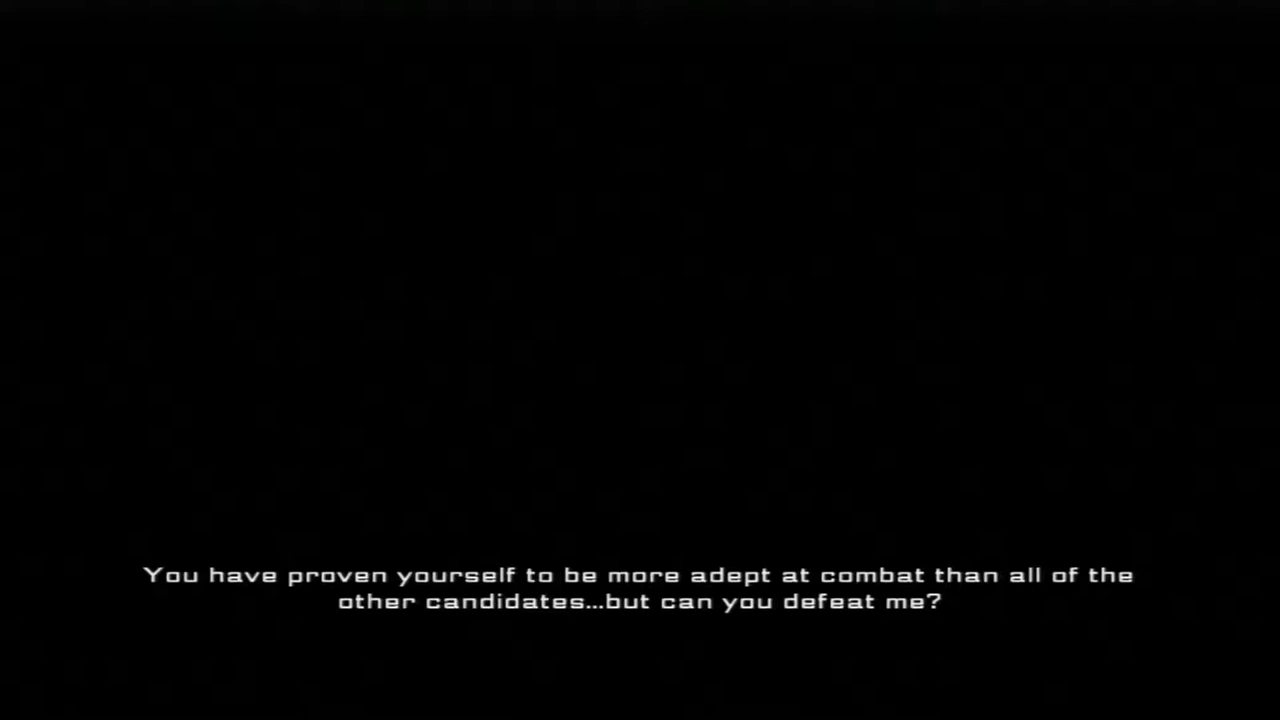 You have proven yourself to be more adept at combat than all of the
other candidates...but can you defeat me?